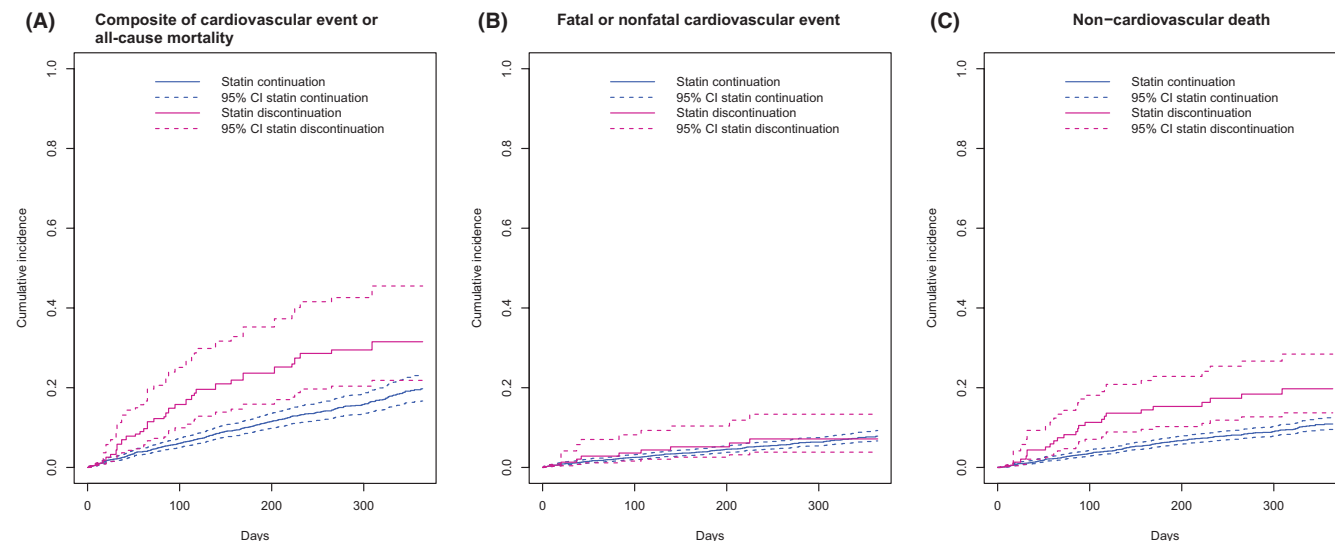 (A) Composite of cardiovascular event or
all-cause mortality
Statin continuation
95% CI statin continuation
Statin discontinuation
95% CI statin discontinuation
Cumulative incidence
1.0
0.8
0.6
0.4
0.2
0.0
0 100 200 300
Days
(B) Fatal or nonfatal cardiovascular event
Statin continuation
95% CI statin continuation
Statin discontinuation
95% CI statin discontinuation
Cumulative incidence
1.0
0.8
0.6
0.4
0.2
0.0
0 100 200 300
Days
(C) Non−cardiovascular death
Statin continuation
95% CI statin continuation
Statin discontinuation
95% CI statin discontinuation
Cumulative incidence
1.0
0.8
0.6
0.4
0.2
0.0
0 100 200 300
Days